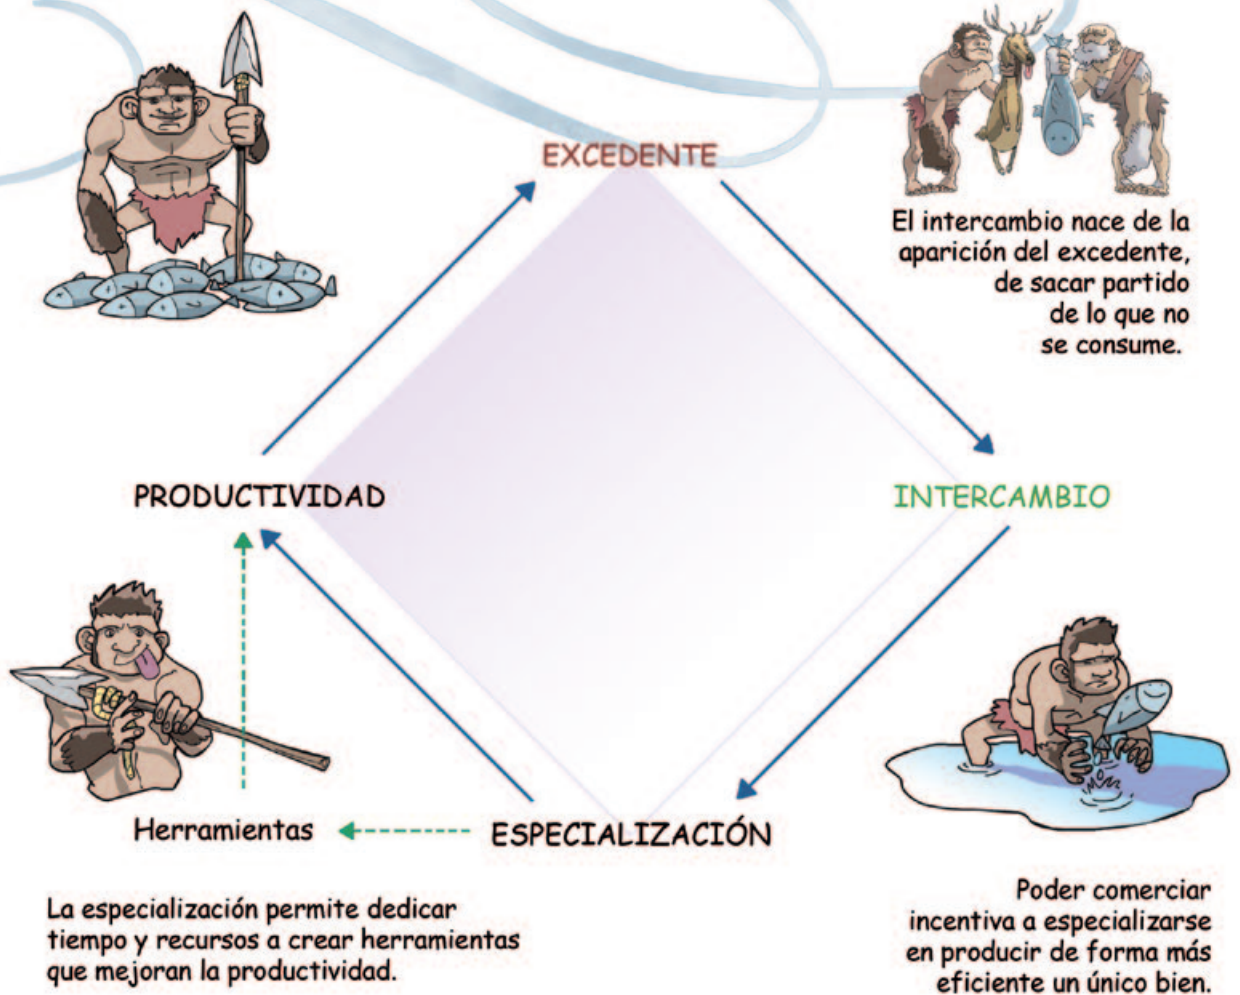 EXCEDENTE
El intercambio nace de la
aparición del excedente,
de sacar partido
de lo que no
se consume.
PRODUCTIVIDAD
INTERCAMBIO
Herramientas
ESPECIALIZACIÓN
La especialización permite dedicar
tiempo y recursos a crear herramientas
que mejoran la productividad.
Poder comerciar
incentiva a especializarse
en producir de forma más
eficiente un único bien.